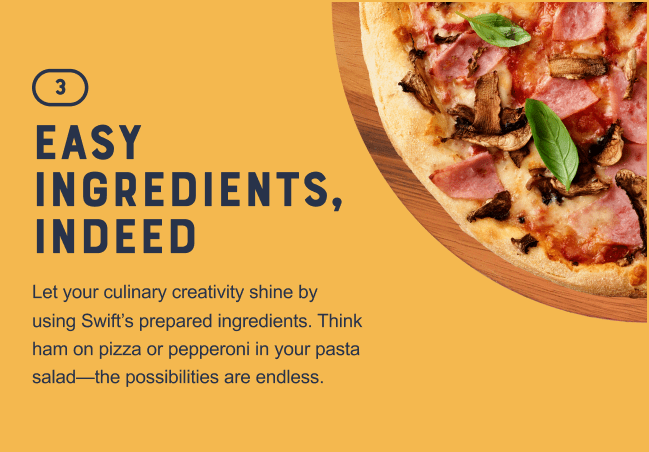 3
EASY
INGREDIENTS,
INDEED
Let your culinary creativity shine by
using Swift’s prepared ingredients. Think
ham on pizza or pepperoni in your pasta
salad—the possibilities are endless.